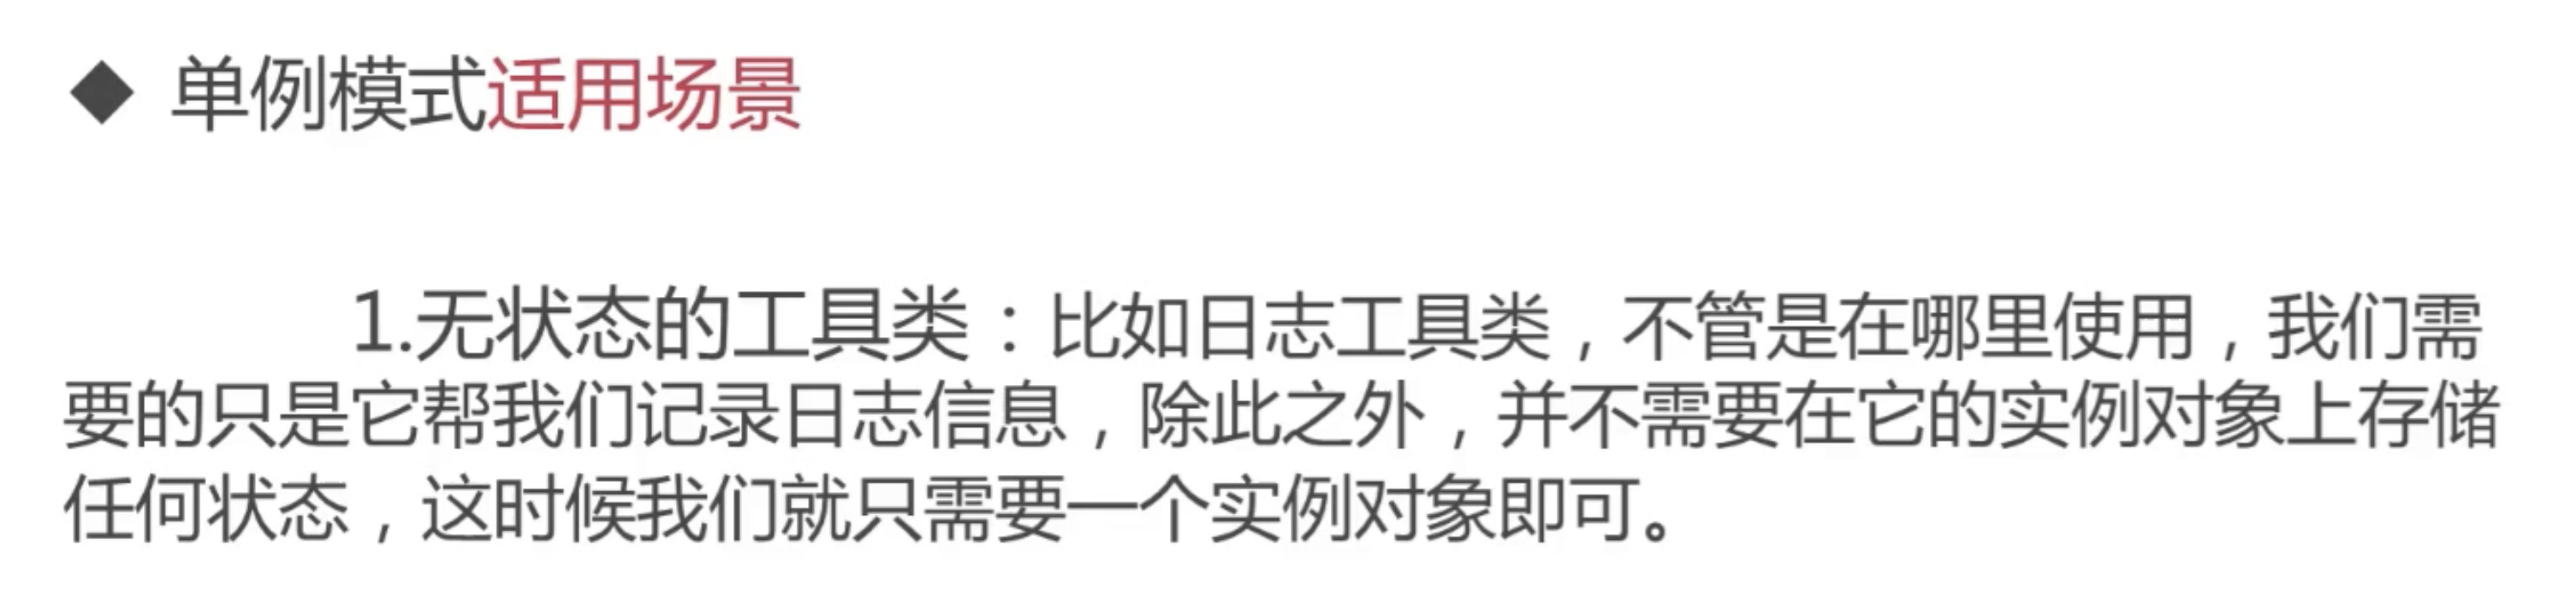 ◆ 单例模式适用场景
1.无状态的工具类：比如日志工具类，不管是在哪里使用，我们需
要的只是它帮我们记录日志信息，除此之外，并不需要在它的实例对象上存储
任何状态，这时候我们就只需要一个实例对象即可。